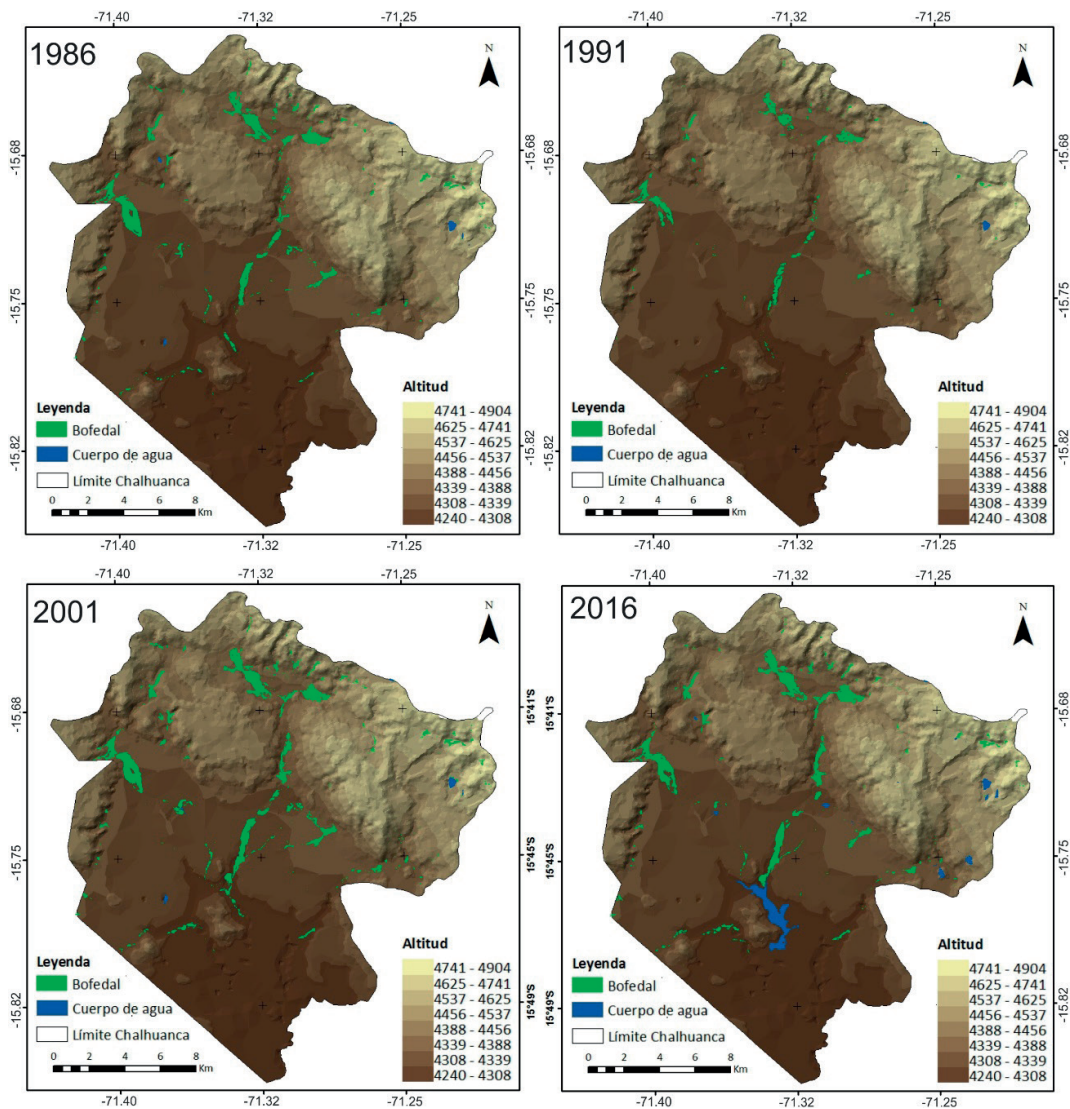 -71.40 -71.32 -71.25
1986
N
-15.68
-15.75
-15.82
Leyenda
Bofedal
Cuerpo de agua
Límite Chalhuanca
0 2 4 6 8
Km
Altitud
4741 - 4904
4625 - 4741
4537 - 4625
4456 - 4537
4388 - 4456
4339 - 4388
4308 - 4339
4240 - 4308
-71.40 -71.32 -71.25
-71.40 -71.32 -71.25
1991
N
-15.68
-15.68
-15.75
-15.75
-15.82
-15.82
Leyenda
Bofedal
Cuerpo de agua
Límite Chalhuanca
0 2 4 6 8
Km
Altitud
4741 - 4904
4625 - 4741
4537 - 4625
4456 - 4537
4388 - 4456
4339 - 4388
4308 - 4339
4240 - 4308
-71.40 -71.32 -71.25
-71.40 -71.32 -71.25
2001
N
-15.68
-15.75
-15.82
15°41'S
15°45'S
15°49'S
Leyenda
Bofedal
Cuerpo de agua
Límite Chalhuanca
0 2 4 6 8
Km
Altitud
4741 - 4904
4625 - 4741
4537 - 4625
4456 - 4537
4388 - 4456
4339 - 4388
4308 - 4339
4240 - 4308
-71.40 -71.32 -71.25
-71.40 -71.32 -71.25
2016
N
15°41'S
15°45'S
15°49'S
-15.68
-15.75
-15.82
Leyenda
Bofedal
Cuerpo de agua
Límite Chalhuanca
0 2 4 6 8
Km
Altitud
4741 - 4904
4625 - 4741
4537 - 4625
4456 - 4537
4388 - 4456
4339 - 4388
4308 - 4339
4240 - 4308
-71.40 -71.32 -71.25